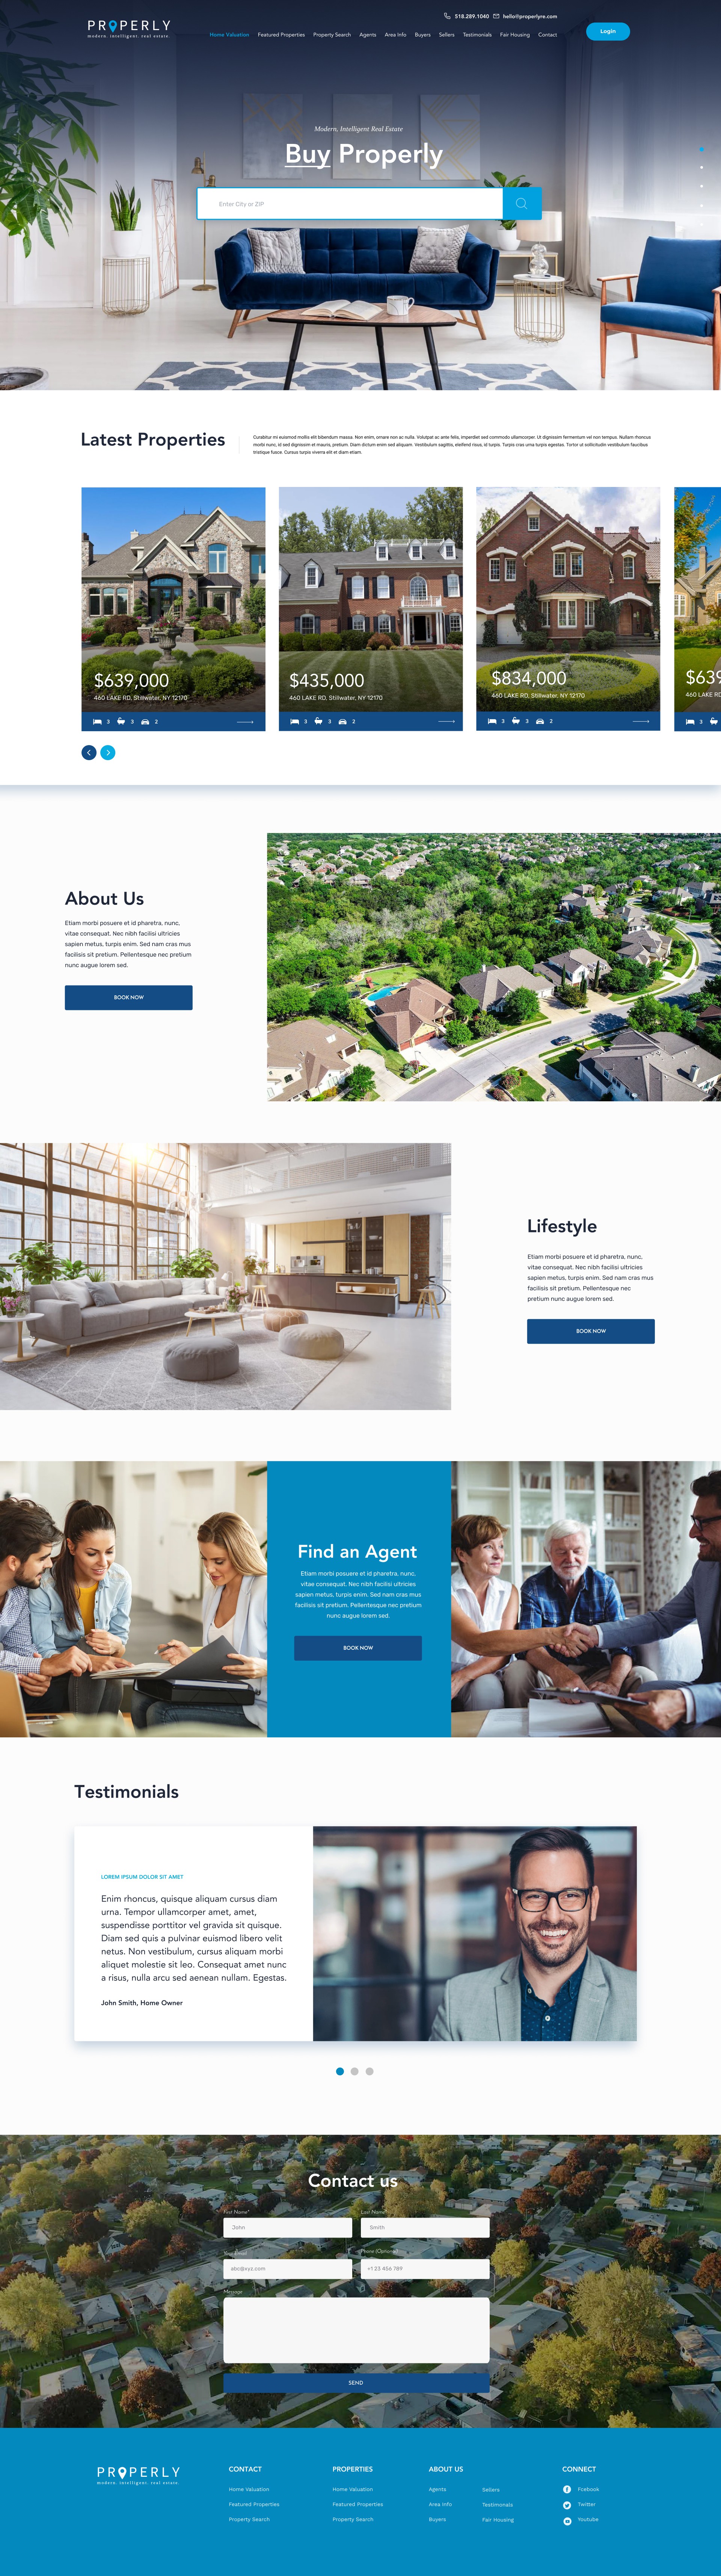 518.289.1040 hello@properlyre.com
PROPERLY
modern. intelligent. real estate.
Home Valuation Featured Properties Property Search Agents Area Info Buyers Sellers Testimonials Fair Housing Contact
Login
Modern, Intelligent Real Estate
Buy Properly
Enter City or ZIP
Latest Properties
Curabitur mi euismod mollis elit bibendum massa. Non enim, ornare non ac nulla. Volutpat ac ante felis, imperdiet sed commodo ullamcorper. Ut dignissim fermentum vel non tempus. Nullam rhoncus
morbi nunc, id sed dignissim et mauris, pretium. Diam dictum enim sed aliquam. Vestibulum sagittis, eleifend risus, id turpis. Turpis cras urna turpis egestas. Tortor ut sollicitudin vestibulum faucibus
tristique fusce. Cursus turpis viverra elit et diam etiam.
$639,000
460 LAKE RD, Stillwater, NY 12170
3 3 2
$435,000
460 LAKE RD, Stillwater, NY 12170
3 3 2
$834,000
460 LAKE RD, Stillwater, NY 12170
3 3 2
$639
460 LAKE RD
3
About Us
Etiam morbi posuere et id pharetra, nunc,
vitae consequat. Nec nibh facilisi ultricies
sapien metus, turpis enim. Sed nam cras mus
facilisis sit pretium. Pellentesque nec pretium
nunc augue lorem sed.
BOOK NOW
Lifestyle
Etiam morbi posuere et id pharetra, nunc,
vitae consequat. Nec nibh facilisi ultricies
sapien metus, turpis enim. Sed nam cras mus
facilisis sit pretium. Pellentesque nec
pretium nunc augue lorem sed.
BOOK NOW
Find an Agent
Etiam morbi posuere et id pharetra, nunc,
vitae consequat. Nec nibh facilisi ultricies
sapien metus, turpis enim. Sed nam cras mus
facilisis sit pretium. Pellentesque nec pretium
nunc augue lorem sed.
BOOK NOW
Testimonials
LOREM IPSUM DOLOR SIT AMET
Enim rhoncus, quisque aliquam cursus diam
urna. Tempor ullamcorper amet, amet,
suspendisse porttitor vel gravida sit quisque.
Diam sed quis a pulvinar euismod libero velit
netus. Non vestibulum, cursus aliquam morbi
aliquet molestie sit leo. Consequat amet nunc
a risus, nulla arcu sed aenean nullam. Egestas.
John Smith, Home Owner
Contact us
First Name* Last Name*
John Smith
Your Email Phone (Optional)
abc@xyz.com +1 23 456 789
Message
SEND
PROPERLY
modern. intelligent. real estate.
CONTACT
Home Valuation
Featured Properties
Property Search
PROPERTIES
Home Valuation
Featured Properties
Property Search
ABOUT US
Agents
Area Info
Buyers
Sellers
Testimonals
Fair Housing
CONNECT
Fcebook
Twitter
Youtube